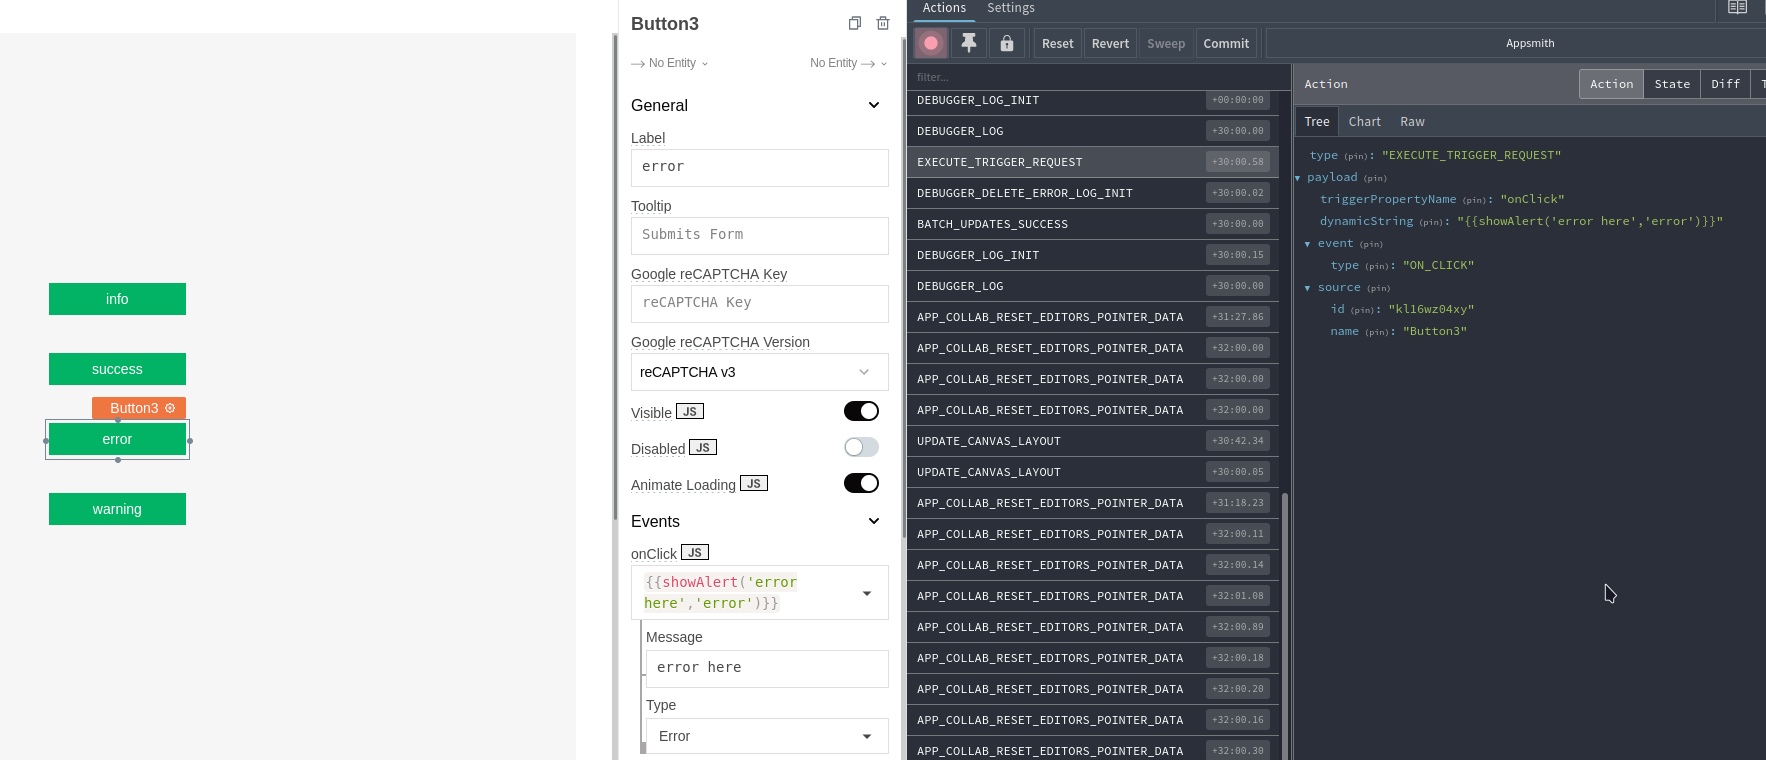 info
success
Button3
error
warning
Button3
No Entity
No Entity
General
Label
error
Tooltip
Submits Form
Google reCAPTCHA Key
reCAPTCHA Key
Google reCAPTCHA Version
reCAPTCHA v3
Visible JS
Disabled JS
Animate Loading JS
Events
onClick JS
{{showAlert('error
here','error')}}
Message
error here
Type
Error
Actions Settings
Reset Revert Sweep Commit Appsmith
filter...
DEBUGGER_LOG_INIT +00:00:00
DEBUGGER_LOG +30:00.00
EXECUTE_TRIGGER_REQUEST +30:00.58
DEBUGGER_DELETE_ERROR_LOG_INIT +30:00.02
BATCH_UPDATES_SUCCESS +30:00.00
DEBUGGER_LOG_INIT +30:00.15
DEBUGGER_LOG +30:00.00
APP_COLLAB_RESET_EDITORS_POINTER_DATA +31:27.86
APP_COLLAB_RESET_EDITORS_POINTER_DATA +32:00.00
APP_COLLAB_RESET_EDITORS_POINTER_DATA +32:00.00
APP_COLLAB_RESET_EDITORS_POINTER_DATA +32:00.00
UPDATE_CANVAS_LAYOUT +30:42.34
UPDATE_CANVAS_LAYOUT +30:00.05
APP_COLLAB_RESET_EDITORS_POINTER_DATA +31:18.23
APP_COLLAB_RESET_EDITORS_POINTER_DATA +32:00.11
APP_COLLAB_RESET_EDITORS_POINTER_DATA +32:00.14
APP_COLLAB_RESET_EDITORS_POINTER_DATA +32:01.08
APP_COLLAB_RESET_EDITORS_POINTER_DATA +32:00.89
APP_COLLAB_RESET_EDITORS_POINTER_DATA +32:00.18
APP_COLLAB_RESET_EDITORS_POINTER_DATA +32:00.20
APP_COLLAB_RESET_EDITORS_POINTER_DATA +32:00.16
APP_COLLAB_RESET_EDITORS_POINTER_DATA +32:00.30
Action Action State Diff T
Tree Chart Raw
type (pin): "EXECUTE_TRIGGER_REQUEST"
payload (pin)
triggerPropertyName (pin): "onClick"
dynamicString (pin): "{{showAlert('error here','error')}}"
event (pin)
type (pin): "ON_CLICK"
source (pin)
id (pin): "kl16wz04xy"
name (pin): "Button3"